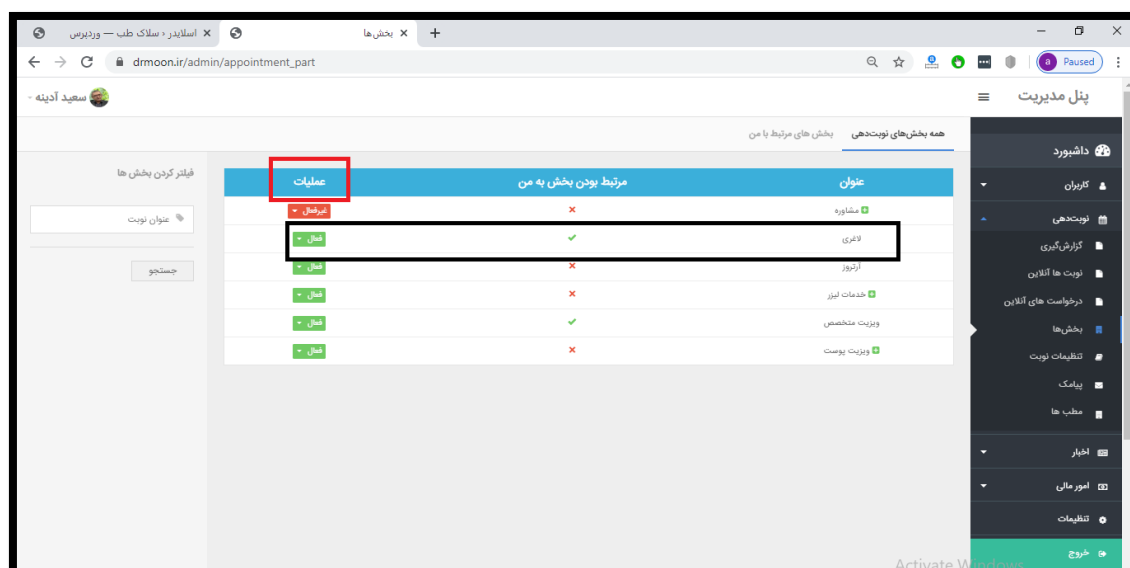 اسلایدر ‹ سلاک طب — وردپرس
بخش‌ها
drmoon.ir/admin/appointment_part
a Paused
پنل مدیریت
سعید آدینه
همه بخش‌های نوبت‌دهی
بخش های مرتبط با من
داشبورد
کاربران
نوبت‌دهی
گزارش‌گیری
نوبت ها آنلاین
درخواست های آنلاین
بخش‌ها
تنظیمات نوبت
پیامک
مطب ها
اخبار
امور مالی
تنظیمات
خروج
عنوان مرتبط بودن بخش به من عملیات
مشاوره غیرفعال
لاغری فعال
آرتروز فعال
خدمات لیزر فعال
ویزیت متخصص فعال
ویزیت پوست فعال
فیلتر کردن بخش ها
عنوان نوبت
جستجو
Activate Windows